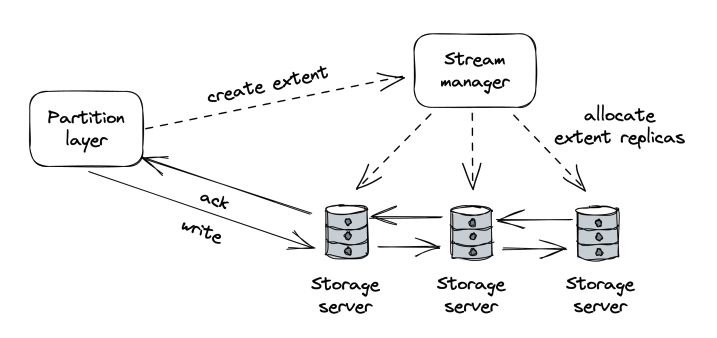 Stream
manager
create extent
Partition
layer
allocate
extent replicas
ack
write
Storage
server
Storage
server
Storage
server